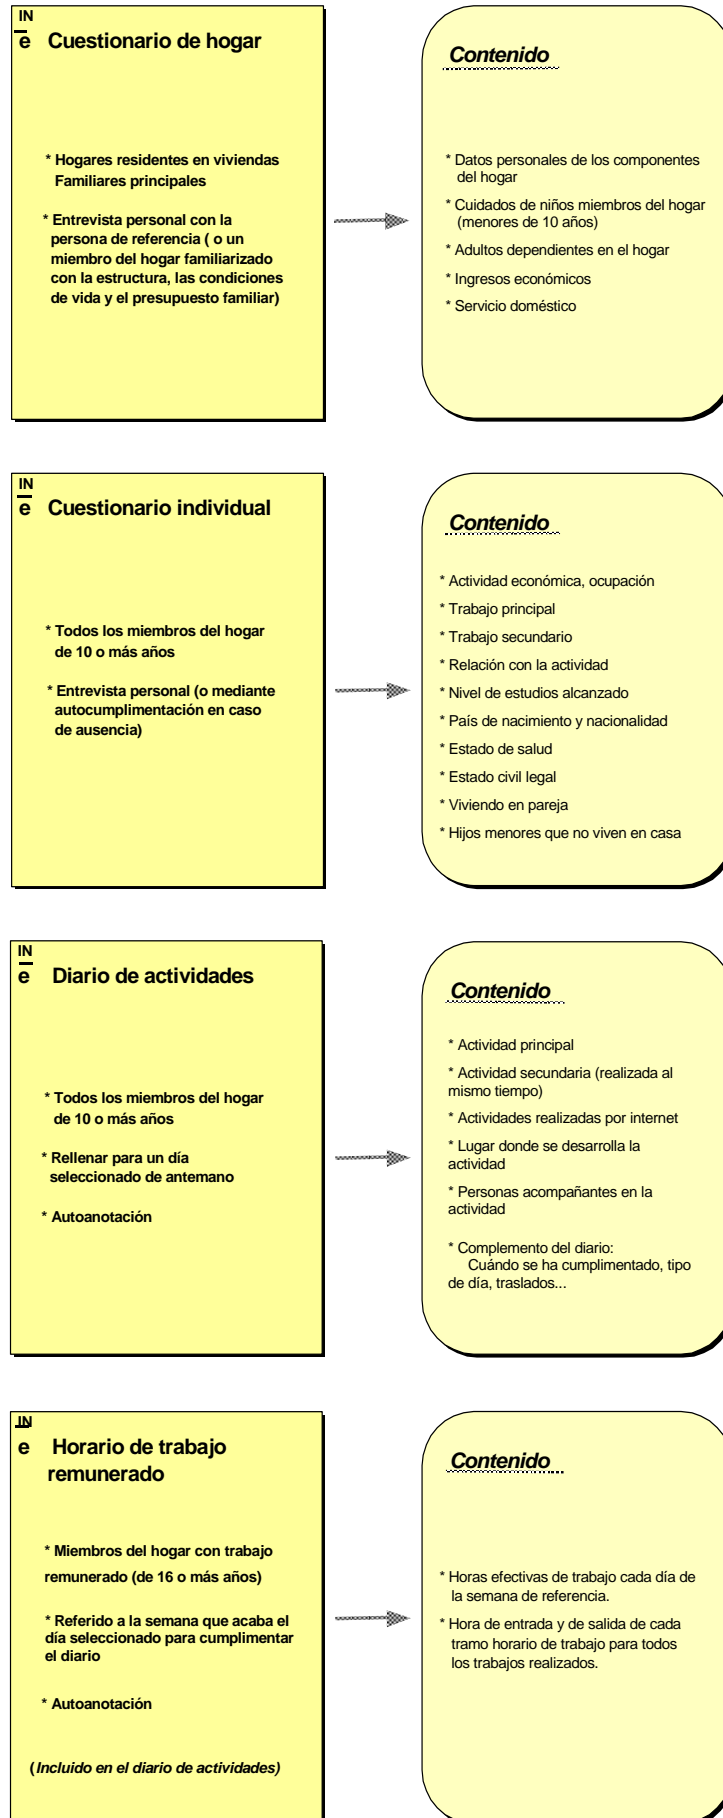 IN
e Cuestionario de hogar
* Hogares residentes en viviendas
Familiares principales
* Entrevista personal con la
persona de referencia ( o un
miembro del hogar familiarizado
con la estructura, las condiciones
de vida y el presupuesto familiar)
Contenido
* Datos personales de los componentes
del hogar
* Cuidados de niños miembros del hogar
(menores de 10 años)
* Adultos dependientes en el hogar
* Ingresos económicos
* Servicio doméstico
IN
e Cuestionario individual
* Todos los miembros del hogar
de 10 o más años
* Entrevista personal (o mediante
autocumplimentación en caso
de ausencia)
Contenido
* Actividad económica, ocupación
* Trabajo principal
* Trabajo secundario
* Relación con la actividad
* Nivel de estudios alcanzado
* País de nacimiento y nacionalidad
* Estado de salud
* Estado civil legal
* Viviendo en pareja
* Hijos menores que no viven en casa
IN
e Diario de actividades
* Todos los miembros del hogar
de 10 o más años
* Rellenar para un día
seleccionado de antemano
* Autoanotación
Contenido
* Actividad principal
* Actividad secundaria (realizada al
mismo tiempo)
* Actividades realizadas por internet
* Lugar donde se desarrolla la
actividad
* Personas acompañantes en la
actividad
* Complemento del diario:
Cuándo se ha cumplimentado, tipo
de día, traslados...
IN
e Horario de trabajo
remunerado
* Miembros del hogar con trabajo
remunerado (de 16 o más años)
* Referido a la semana que acaba el
día seleccionado para cumplimentar
el diario
* Autoanotación
(Incluido en el diario de actividades)
Contenido
* Horas efectivas de trabajo cada día de
la semana de referencia.
* Hora de entrada y de salida de cada
tramo horario de trabajo para todos
los trabajos realizados.